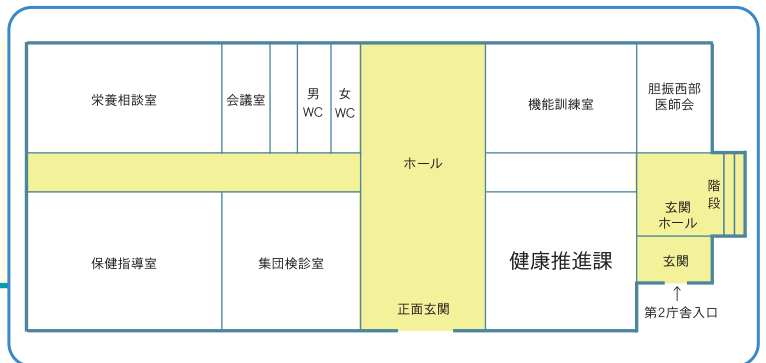 栄養相談室
会議室
男
WC
女
WC
機能訓練室
胆振西部
医師会
ホール
階
段
玄関
ホール
保健指導室
集団検診室
健康推進課
玄関
正面玄関
↑
第2庁舎入口